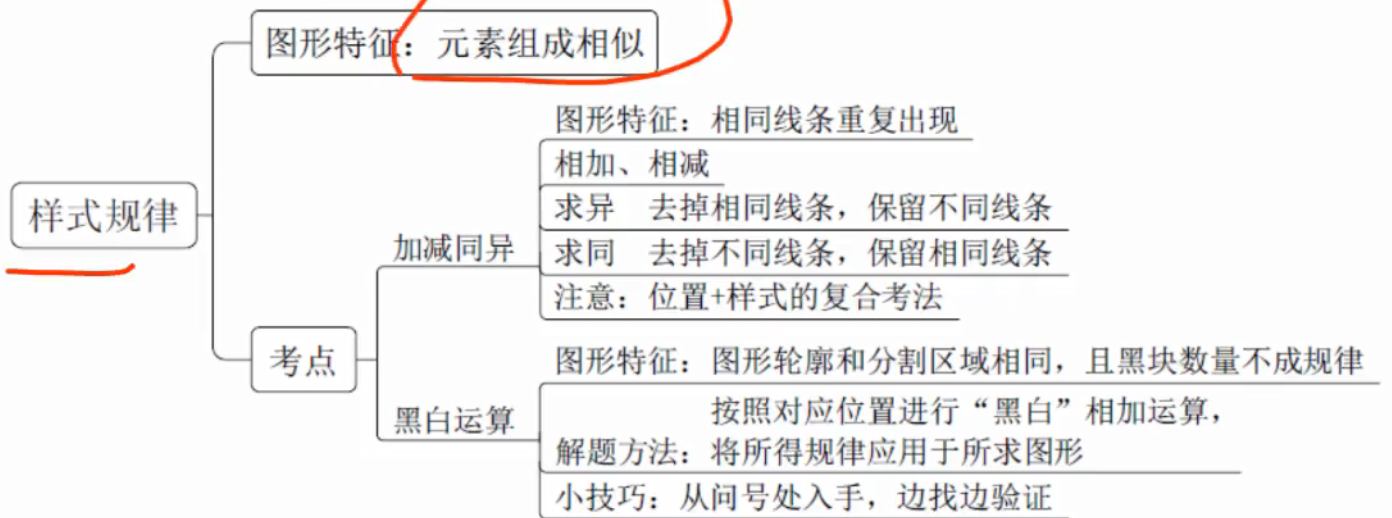 图形特征：元素组成相似
图形特征：相同线条重复出现
相加、相减
样式规律
求异 去掉相同线条，保留不同线条
加减同异
求同 去掉不同线条，保留相同线条
注意：位置+样式的复合考法
考点
图形特征：图形轮廓和分割区域相同，且黑块数量不成规律
黑白运算
按照对应位置进行“黑白”相加运算，
解题方法：将所得规律应用于所求图形
小技巧：从问号处入手，边找边验证